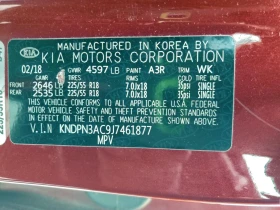 MANUFACTURED IN KOREA BY
KIA KIA MOTORS CORPORATION
02/18 GVWR 4597 LB PAINT A3R TRIM WK
FRONT 2646 LB 225/55 R18 7.0Jx18 35psi SINGLE
REAR 2535 LB 225/55 R18 7.0Jx18 35psi SINGLE
THIS VEHICLE CONFORMS TO ALL APPLICABLE U.S.
FEDERAL MOTOR VEHICLE SAFETY AND THEFT
PREVENTION STANDARDS IN EFFECT ON THE DATE
OF MANUFACTURE SHOWN ABOVE.
V.I.N KNDPN3AC9J7461877
MPV